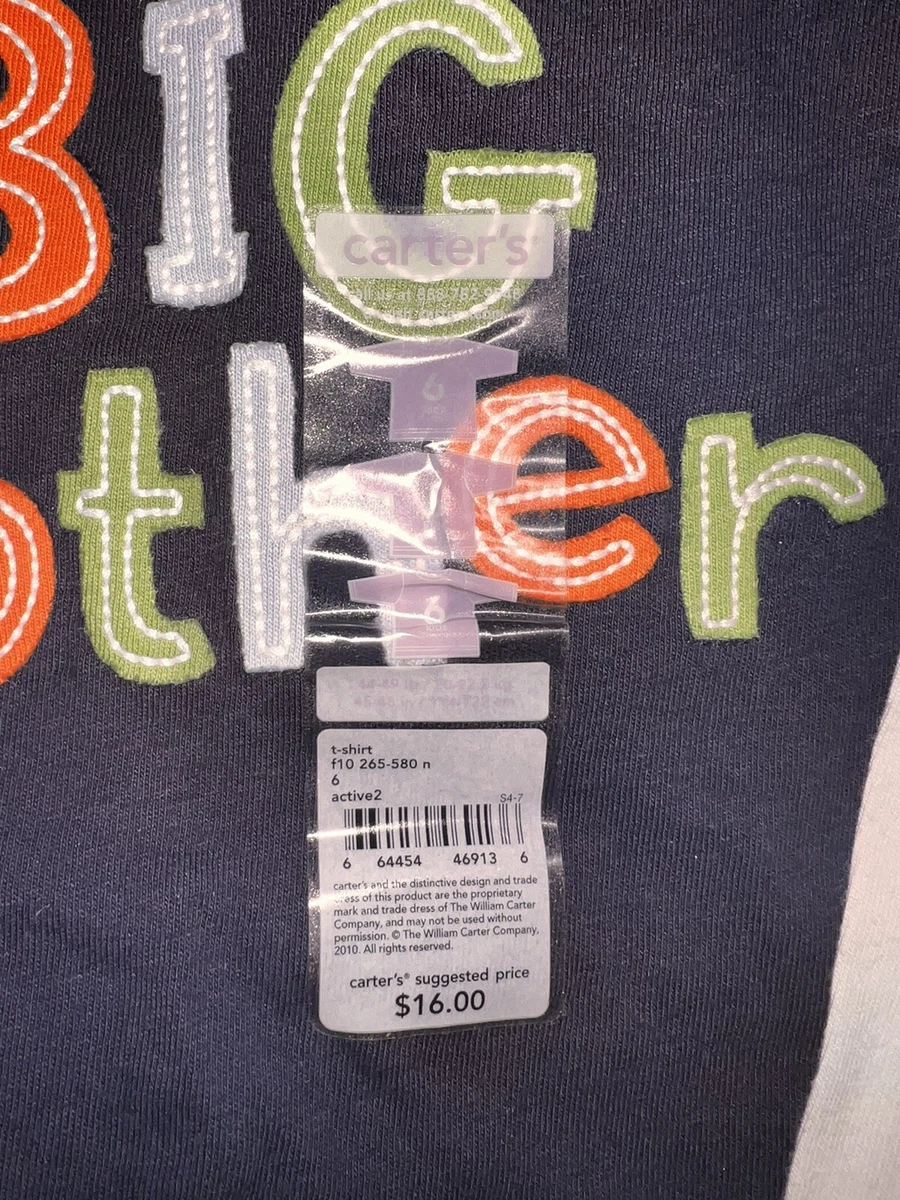 BIG
other
carter's®
6
6
t-shirt
f10 265-580 n
6
active2
S4-7
6 64454 46913 6
carter's and the distinctive design and trade
dress of this product are the proprietary
mark and trade dress of The William Carter
Company, and may not be used without
permission. © The William Carter Company,
2010. All rights reserved.
carter's® suggested price
$16.00